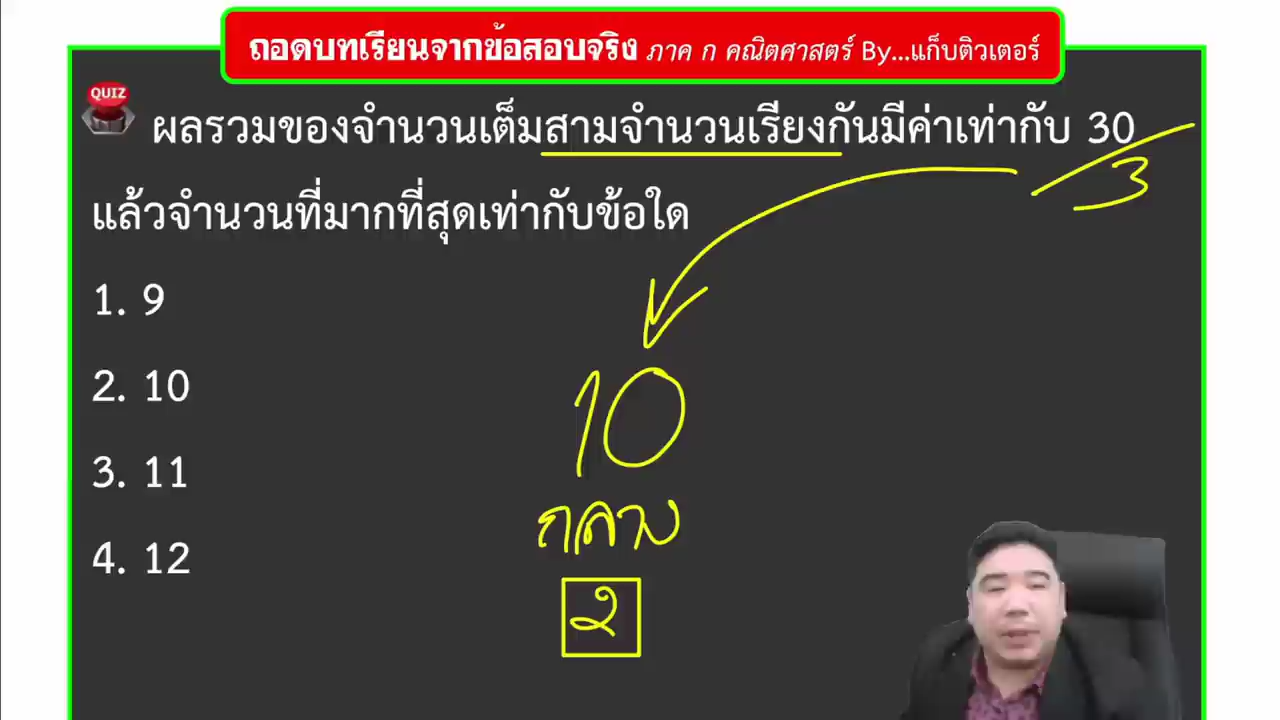 ถอดบทเรียนจากข้อสอบจริง ภาค ก คณิตศาสตร์ By...แก็บติวเตอร์
QUIZ
ผลรวมของจำนวนเต็มสามจำนวนเรียงกันมีค่าเท่ากับ 30
3
แล้วจำนวนที่มากที่สุดเท่ากับข้อใด
1. 9
2. 10
3. 11
4. 12
10
กลาง
2